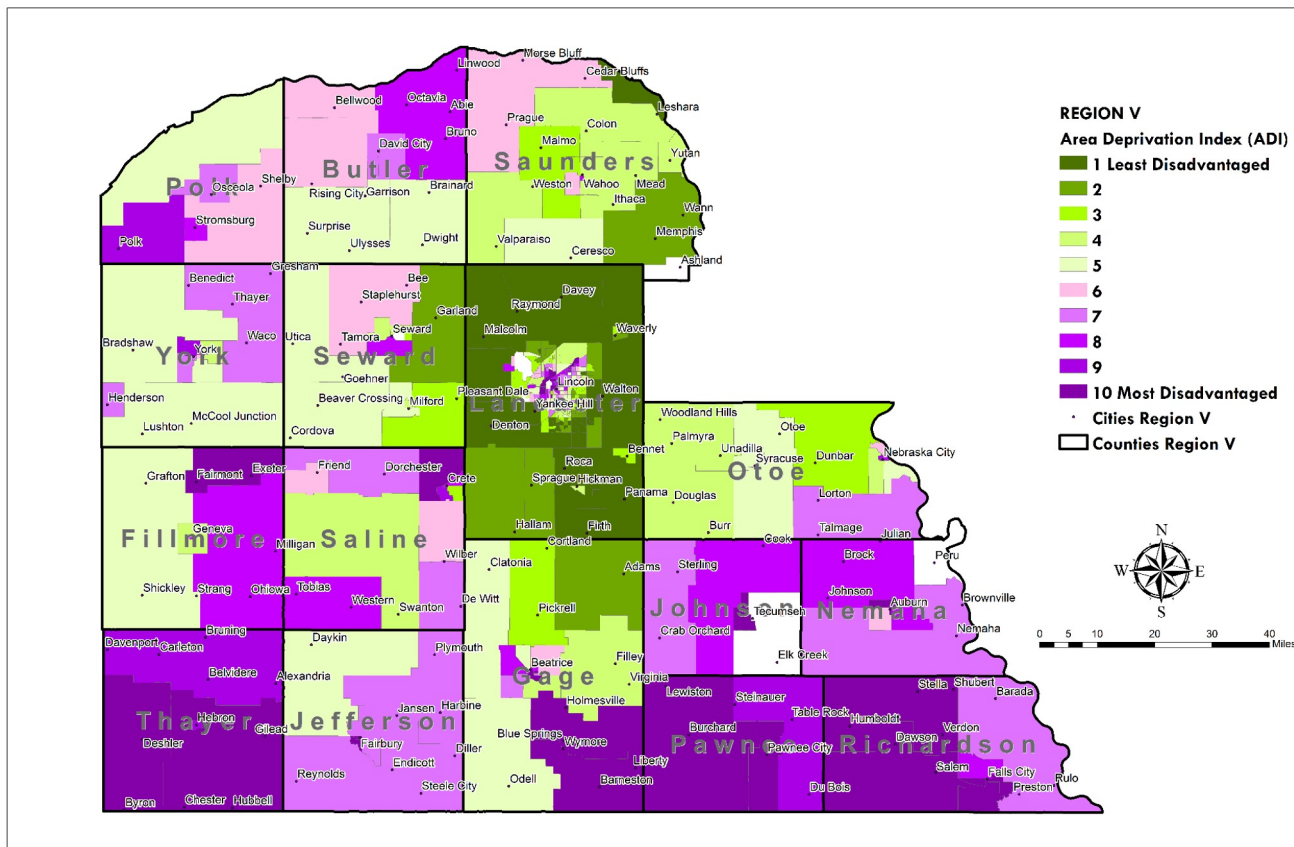 Morse Bluff
Linwood
Cedar Bluffs
Bellwood
Octavia
Abie
Leshara
Prague
Colon
Bruno
David City
Malmo
Yutan
Butler
Saunders
Shelby
Polk
Osceola
Rising City
Garrison
Brainard
Weston
Wahoo
Mead
Ithaca
Wann
Stromsburg
Surprise
Polk
Ulysses
Dwight
Valparaiso
Memphis
Ceresco
Ashland
Gresham
Benedict
Bee
Thayer
Staplehurst
Davey
Raymond
Garland
Bradshaw
York
Waco
Utica
Tamora
Seward
Malcolm
Waverly
York
Seward
Goehner
Lincoln
Henderson
Beaver Crossing
Milford
Pleasant Dale
Walton
Lancaster
Yankee Hill
McCool Junction
Lushton
Cordova
Denton
Woodland Hills
Otoe
Palmyra
Unadilla
Syracuse
Dunbar
Nebraska City
Otoe
Bennet
Grafton
Fairmont
Exeter
Friend
Dorchester
Crete
Roca
Sprague
Hickman
Panama
Douglas
Lorton
Geneva
Fillmore
Milligan
Saline
Hallam
Firth
Burr
Talmage
Julian
Wilber
Cortland
Cook
Clatonia
Adams
Sterling
Brock
Peru
Shickley
Strang
Ohiowa
Tobias
Western
Swanton
De Witt
Pickrell
Johnson
Tecumseh
Johnson
Nemaha
Auburn
Brownville
Bruning
Daykin
Crab Orchard
Nemaha
Davenport
Carleton
Plymouth
Beatrice
Filley
Elk Creek
Belvidere
Alexandria
Gage
Virginia
Lewiston
Steinauer
Stella
Shubert
Barada
Thayer
Hebron
Gilead
Jefferson
Jansen
Harbine
Holmesville
Burchard
Table Rock
Humboldt
Verdon
Deshler
Fairbury
Diller
Blue Springs
Wymore
Liberty
Pawnee
Pawnee City
Dawson
Richardson
Reynolds
Endicott
Steele City
Odell
Barneston
Salem
Falls City
Rulo
Preston
Du Bois
Byron
Chester
Hubbell
REGION V
Area Deprivation Index (ADI)
1 Least Disadvantaged
2
3
4
5
6
7
8
9
10 Most Disadvantaged
Cities Region V
Counties Region V
N
W
E
S
0 5 10 20 30 40
Miles